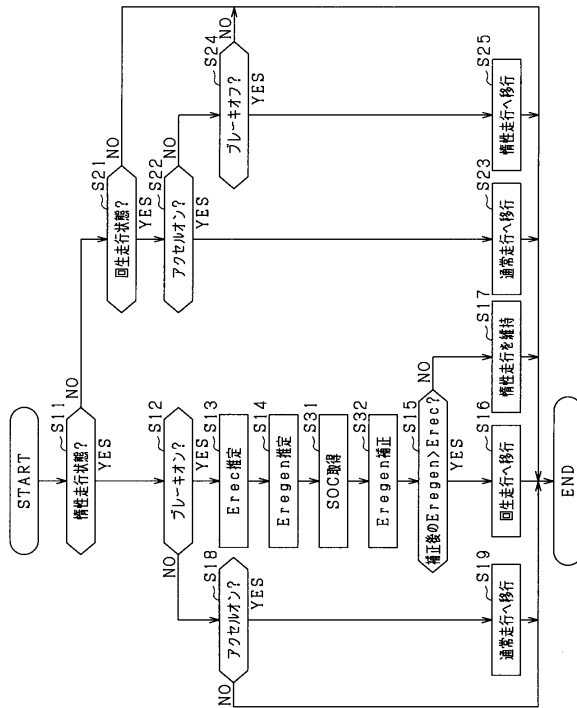 START
S11
惰性走行状態?
NO
YES
S12
ブレーキオン?
NO
YES
S13
Erec推定
S14
Eregen推定
S31
SOC取得
S32
Eregen補正
S15
補正後のEregen>Erec?
NO
YES
S16
回生走行へ移行
S17
惰性走行を維持
S18
アクセルオン?
NO
YES
S19
通常走行へ移行
S21
回生走行状態?
NO
YES
S22
アクセルオン?
NO
YES
S23
通常走行へ移行
S24
ブレーキオフ?
NO
YES
S25
惰性走行へ移行
END